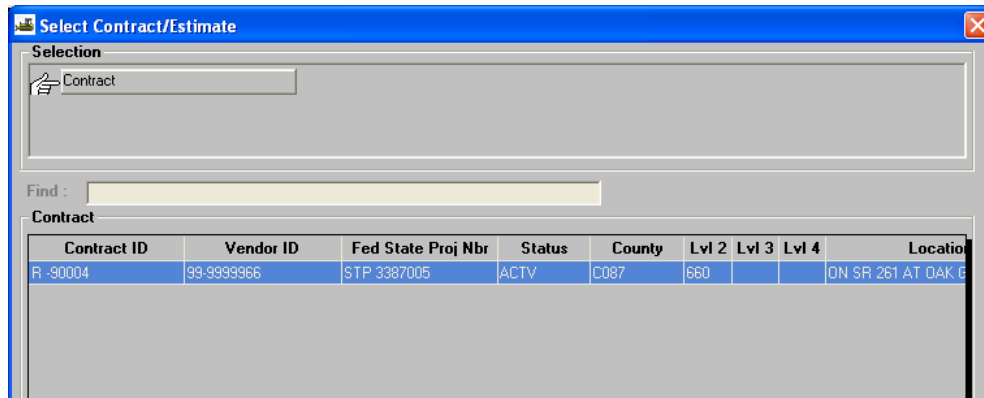 Select Contract/Estimate
Selection
Contract
Find :
Contract
Contract ID Vendor ID Fed State Proj Nbr Status County Lvl 2 Lvl 3 Lvl 4 Location
R -90004 99-9999966 STP 3387005 ACTV C087 660 ON SR 261 AT OAK